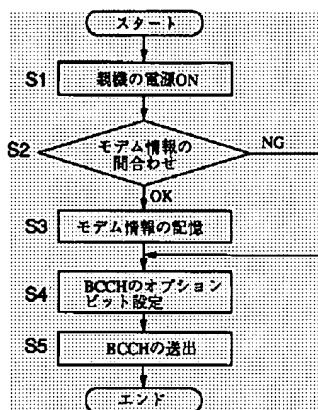 スタート
S1
親機の電源ON
S2
モデム情報の
問合わせ
NG
OK
S3
モデム情報の記憶
S4
BCCHのオプション
ビット設定
S5
BCCHの送出
エンド